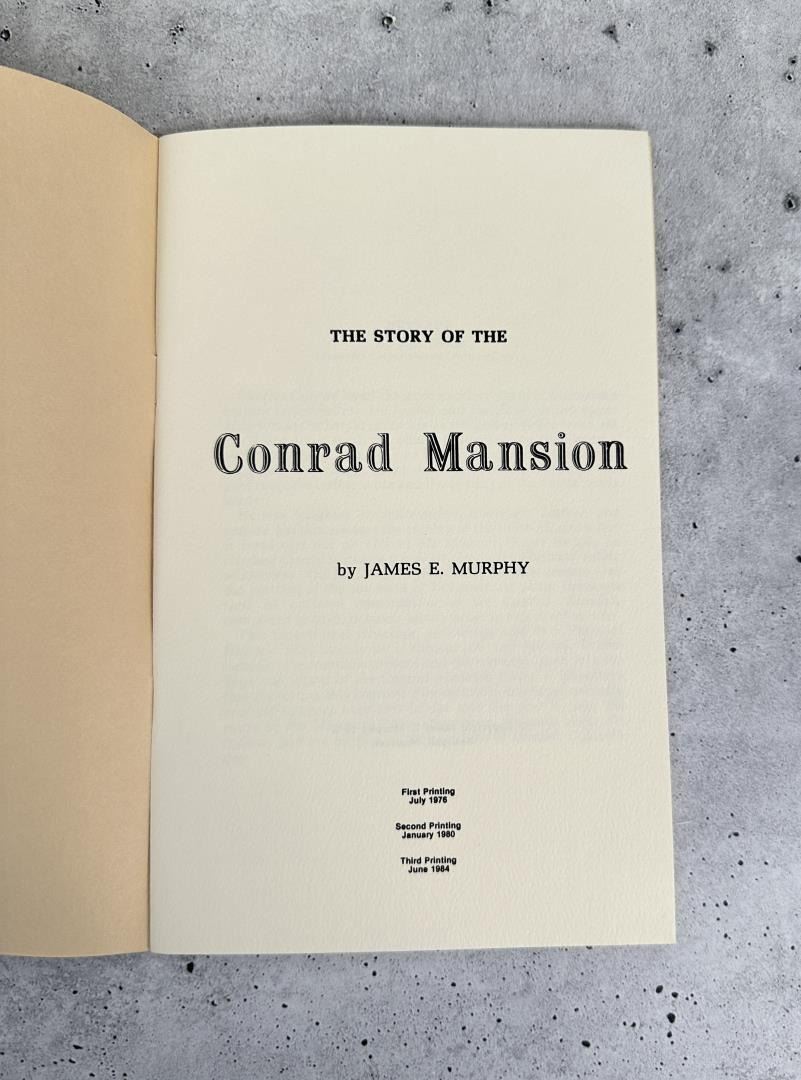 THE STORY OF THE
Conrad Mansion
by JAMES E. MURPHY
First Printing
July 1976
Second Printing
January 1980
Third Printing
June 1984